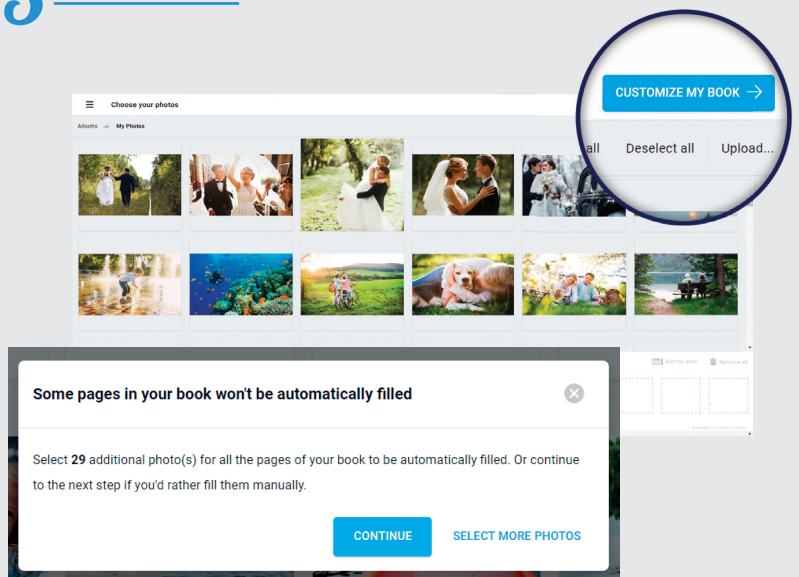 CUSTOMIZE MY BOOK →
Choose your photos
all Deselect all Upload...
Albums → My Photos
Sort by date Remove all
Some pages in your book won't be automatically filled
Select 29 additional photo(s) for all the pages of your book to be automatically filled. Or continue
to the next step if you'd rather fill them manually.
CONTINUE SELECT MORE PHOTOS